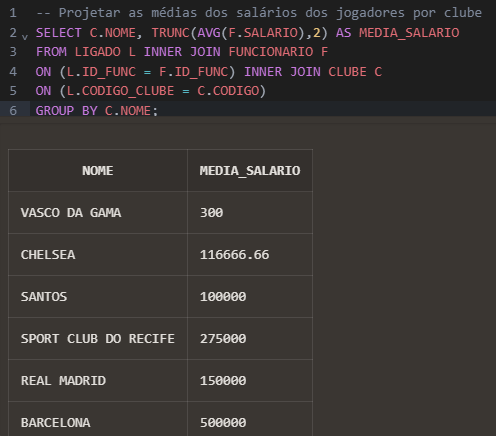 1 -- Projetar as médias dos salários dos jogadores por clube
2 SELECT C.NOME, TRUNC(AVG(F.SALARIO),2) AS MEDIA_SALARIO
3 FROM LIGADO L INNER JOIN FUNCIONARIO F
4 ON (L.ID_FUNC = F.ID_FUNC) INNER JOIN CLUBE C
5 ON (L.CODIGO_CLUBE = C.CODIGO)
6 GROUP BY C.NOME;
NOME MEDIA_SALARIO
VASCO DA GAMA 300
CHELSEA 116666.66
SANTOS 100000
SPORT CLUB DO RECIFE 275000
REAL MADRID 150000
BARCELONA 500000